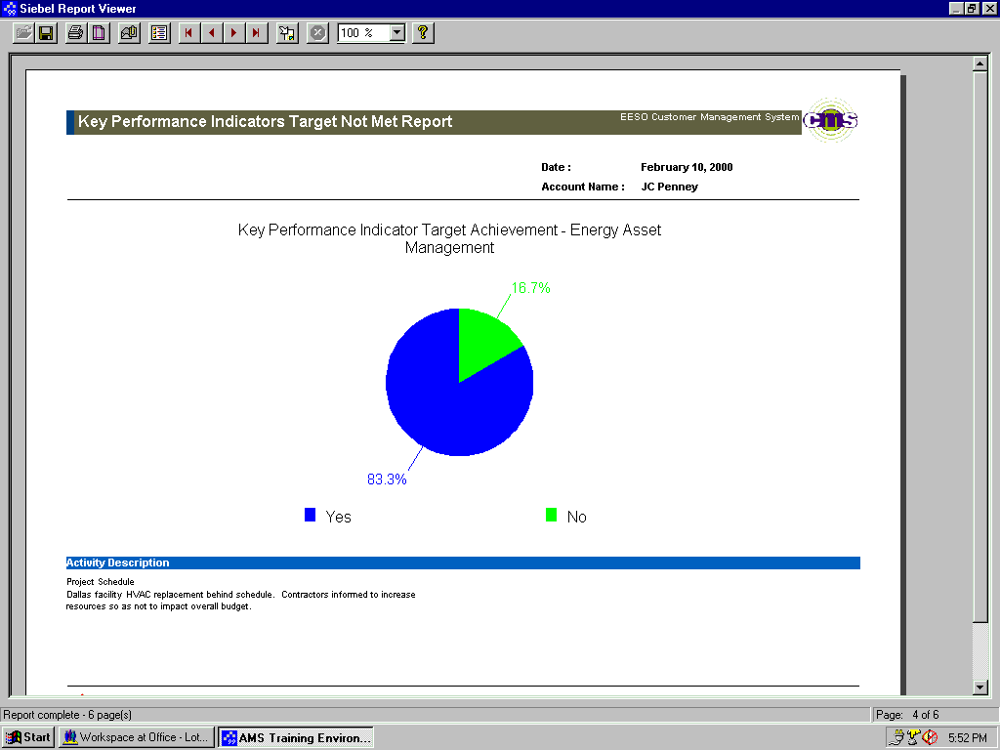 Siebel Report Viewer
100 %
Key Performance Indicators Target Not Met Report
EESO Customer Management System
cms
Date : February 10, 2000
Account Name : JC Penney
Key Performance Indicator Target Achievement - Energy Asset
Management
16.7%
83.3%
Yes
No
Activity Description
Project Schedule
Dallas facility HVAC replacement behind schedule. Contractors informed to increase
resources so as not to impact overall budget.
Report complete - 6 page(s)
Page: 4 of 6
Start
Workspace at Office - Lot...
AMS Training Environ...
5:52 PM